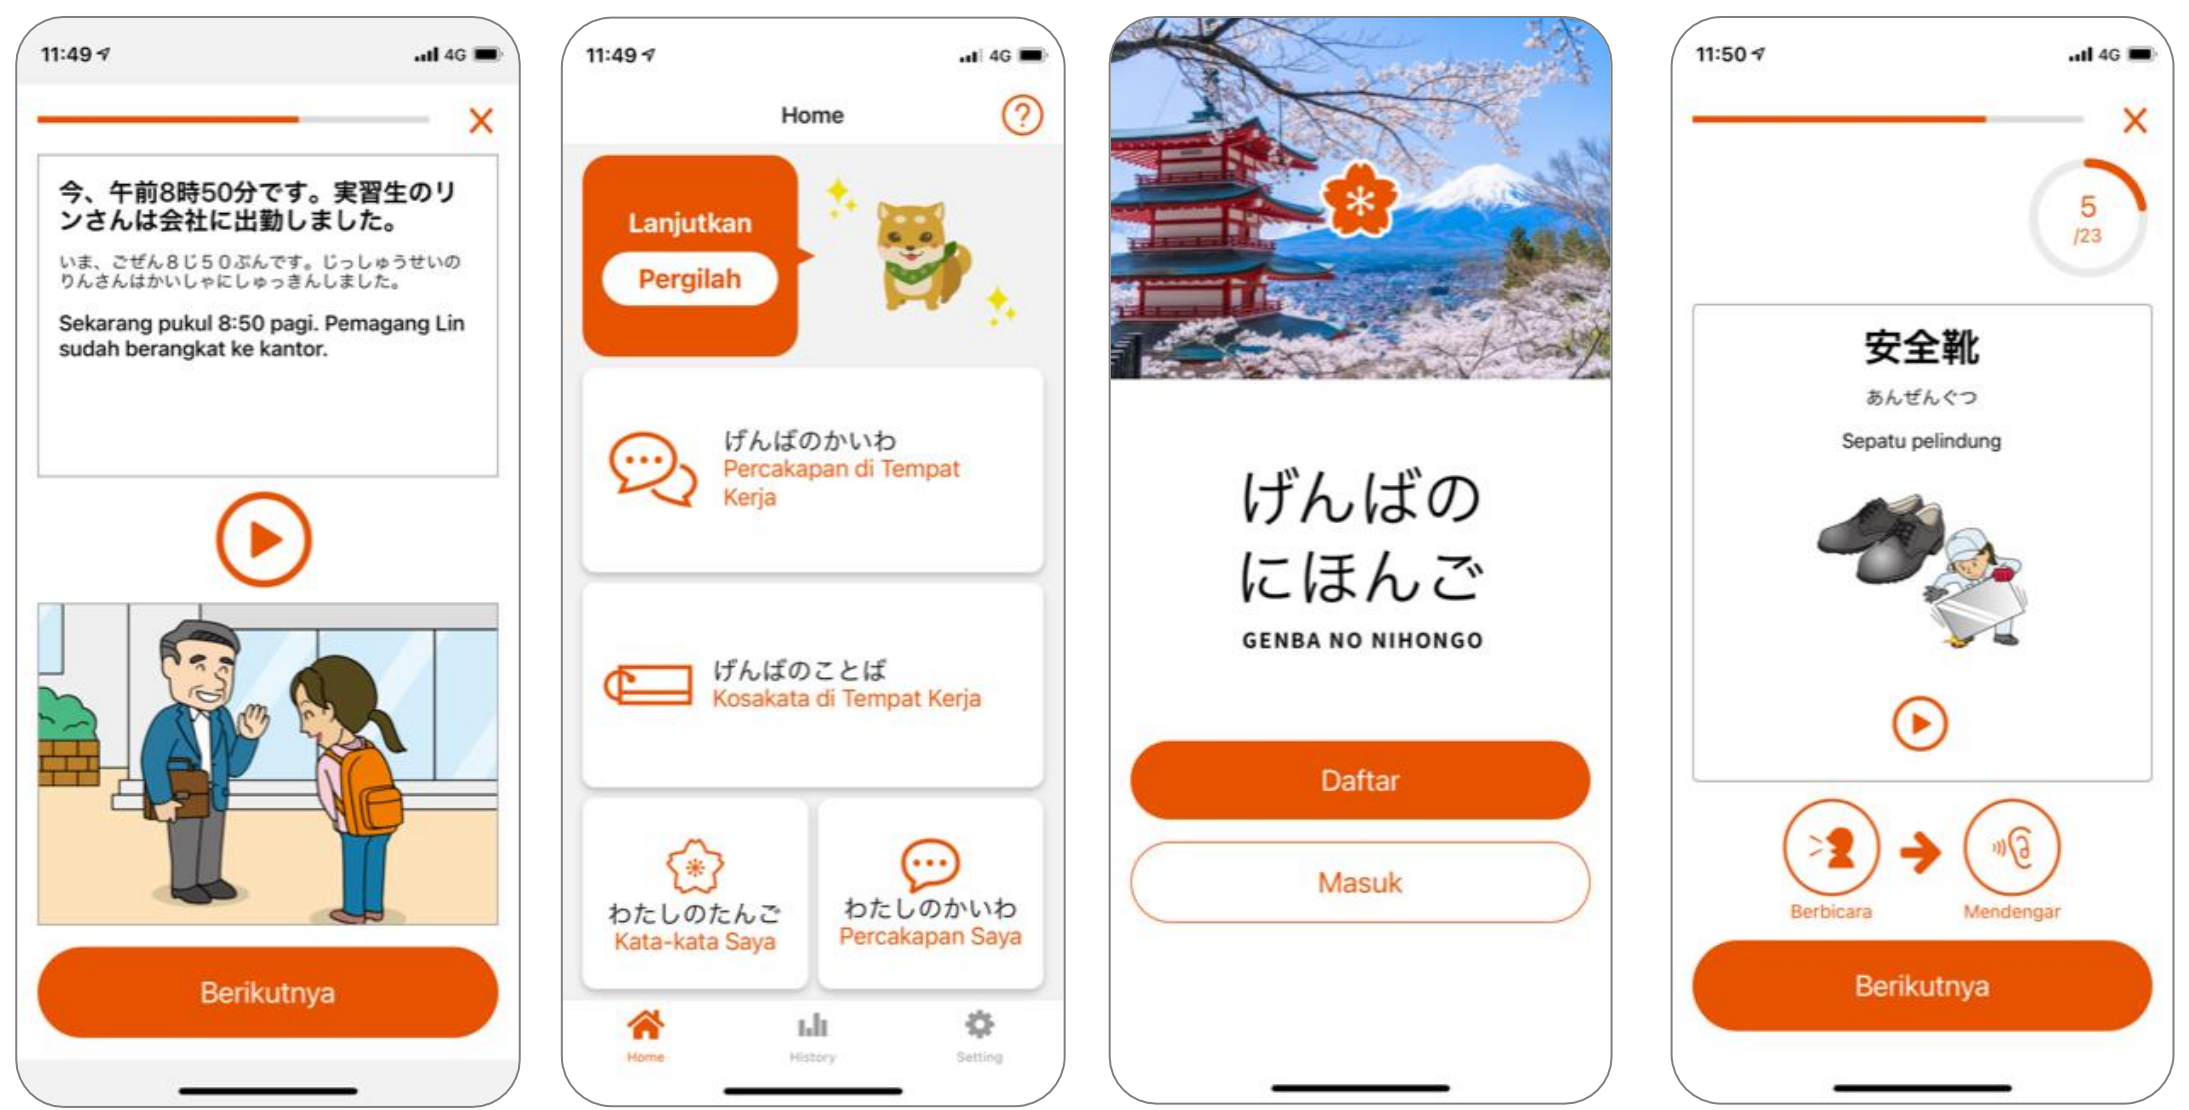 11:49
4G
今、午前8時50分です。実習生のリ
ンさんは会社に出勤しました。
いま、ごぜん８じ５０ぷんです。じっしゅうせいの
りんさんはかいしゃにしゅっきんしました。
Sekarang pukul 8:50 pagi. Pemagang Lin
sudah berangkat ke kantor.
Berikutnya
11:49
4G
Home
?
Lanjutkan
Pergilah
げんばのかいわ
Percakapan di Tempat
Kerja
げんばのことば
Kosakata di Tempat Kerja
わたしのたんご
Kata-kata Saya
わたしのかいわ
Percakapan Saya
Home
History
Setting
げんばの
にほんご
GENBA NO NIHONGO
Daftar
Masuk
11:50
4G
5
/23
安全靴
あんぜんぐつ
Sepatu pelindung
Berbicara
Mendengar
Berikutnya